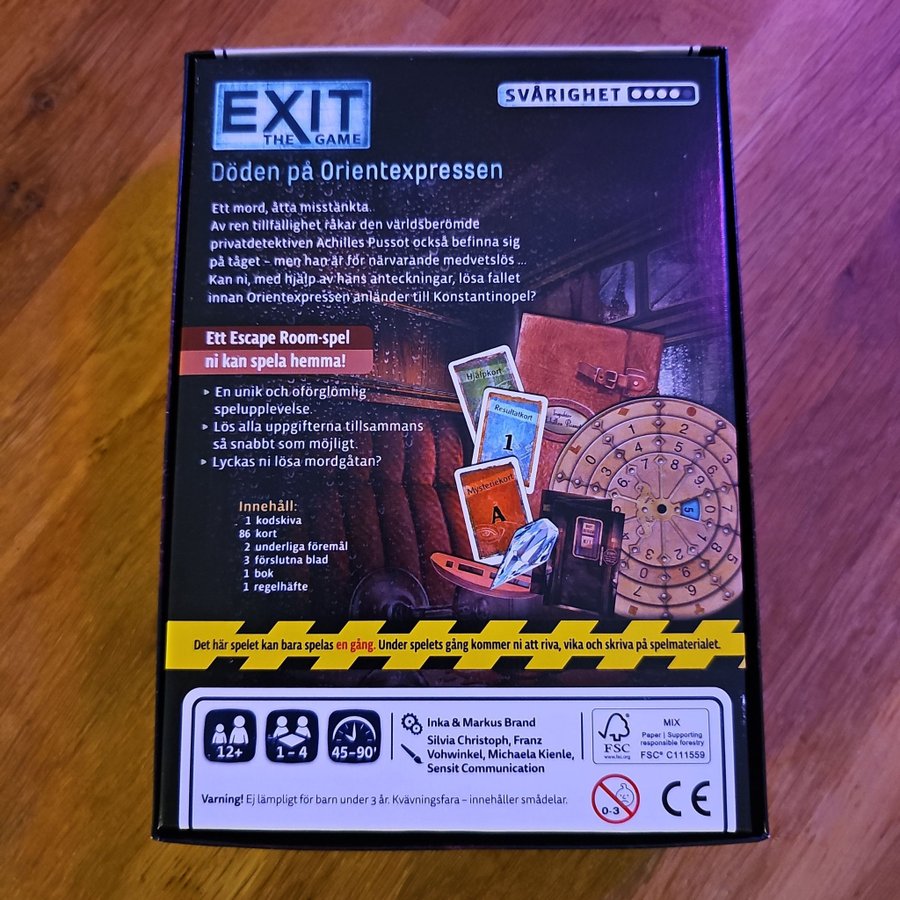 EXIT
THE GAME
SVÅRIGHET
Döden på Orientexpressen
Ett mord, åtta misstänkta.
Av ren tillfällighet råkar den världsberömde
privatdetektiven Achilles Pussot också befinna sig
på tåget – men han är för närvarande medvetslös ...
Kan ni, med hjälp av hans anteckningar, lösa fallet
innan Orientexpressen anländer till Konstantinopel?
Ett Escape Room-spel
ni kan spela hemma!
En unik och oförglömlig
spelupplevelse.
Lös alla uppgifterna tillsammans
så snabbt som möjligt.
Lyckas ni lösa mordgåtan?
Hjälpkort
Resultatkort
1
Mysteriekort
A
Innehåll:
1 kodskiva
86 kort
2 underliga föremål
3 förslutna blad
1 bok
1 regelhäfte
Det här spelet kan bara spelas en gång. Under spelets gång kommer ni att riva, vika och skriva på spelmaterialet.
12+
1 – 4
45–90'
Inka & Markus Brand
Silvia Christoph, Franz
Vohwinkel, Michaela Kienle,
Sensit Communication
FSC
www.fsc.org
MIX
Paper | Supporting
responsible forestry
FSC® C111559
Varning! Ej lämpligt för barn under 3 år. Kvävningsfara – innehåller smådelar.
0-3
CE